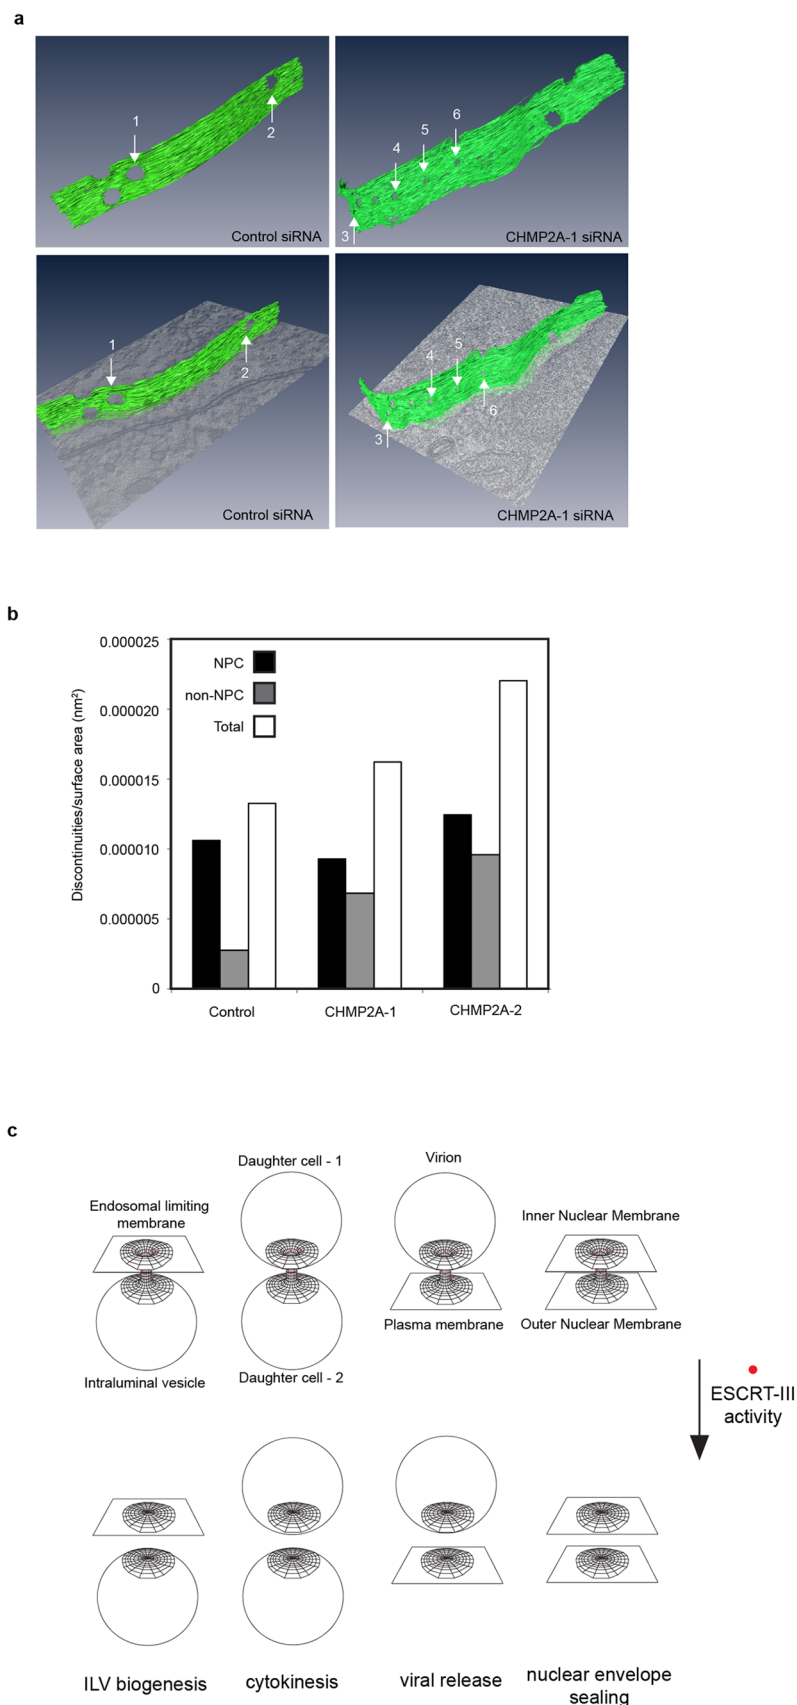 a
1
2
Control siRNA
3
4
5
6
CHMP2A-1 siRNA
1
2
Control siRNA
3
4
5
6
CHMP2A-1 siRNA
b
Discontinuities/surface area (nm²)
0.000025
0.000020
0.000015
0.000010
0.000005
0
NPC
non-NPC
Total
Control
CHMP2A-1
CHMP2A-2
c
Endosomal limiting
membrane
Intraluminal vesicle
Daughter cell - 1
Daughter cell - 2
Virion
Plasma membrane
Inner Nuclear Membrane
Outer Nuclear Membrane
ESCRT-III
activity
ILV biogenesis
cytokinesis
viral release
nuclear envelope
sealing